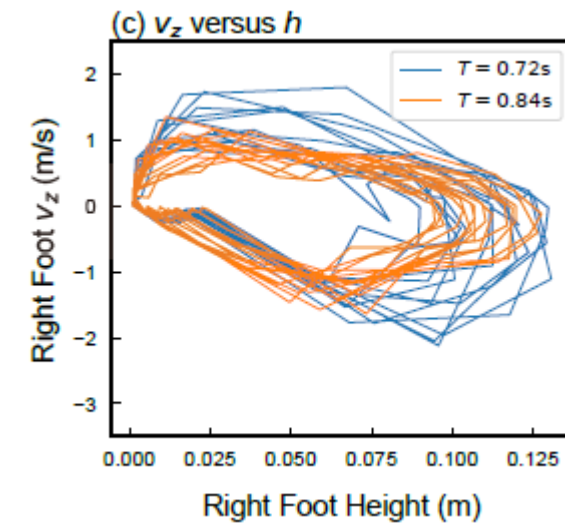 (c) v_z versus h
T = 0.72s
T = 0.84s
Right Foot v_z (m/s)
2
1
0
−1
−2
−3
0.000 0.025 0.050 0.075 0.100 0.125
Right Foot Height (m)